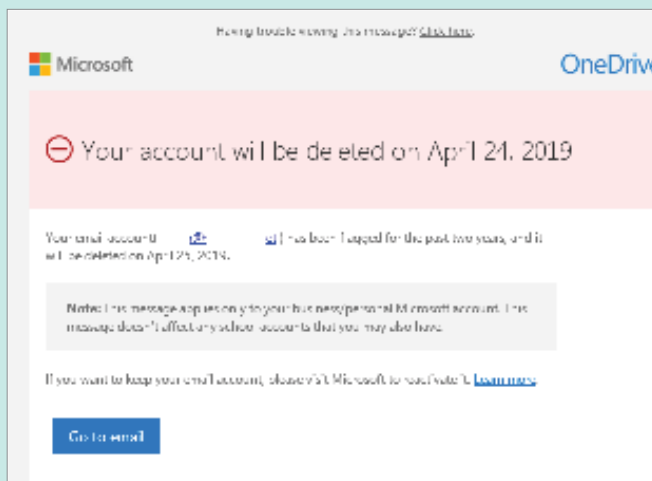 Having trouble viewing this message? Click here.
Microsoft
OneDriv
Your account will be deleted on April 24, 2019
Your email account( ) has been flagged for the past two years, and it
will be deleted on April 25, 2019.
Note: This message applies only to your business/personal Microsoft account. This
message doesn't affect any school accounts that you may also have.
If you want to keep your email account, please visit Microsoft to reactivate it. Learn more.
Go to email